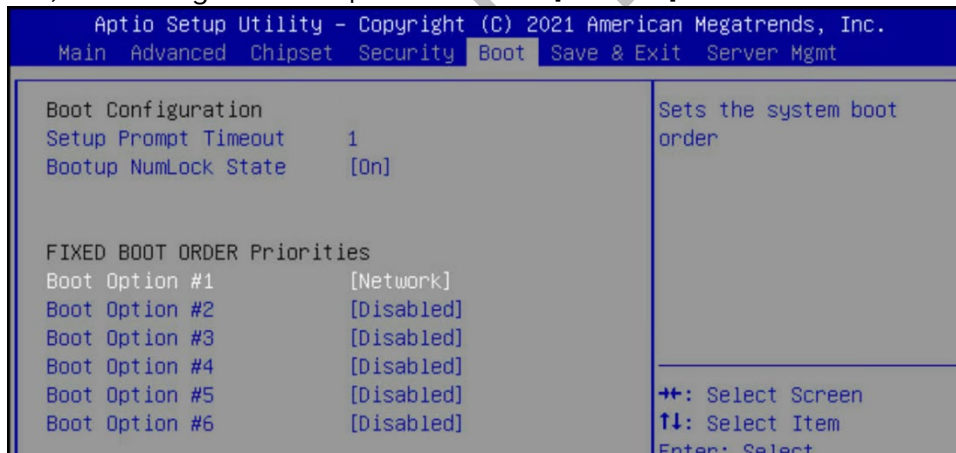 Aptio Setup Utility – Copyright (C) 2021 American Megatrends, Inc.
Main Advanced Chipset Security Boot Save & Exit Server Mgmt
Boot Configuration
Setup Prompt Timeout 1
Bootup NumLock State [On]
FIXED BOOT ORDER Priorities
Boot Option #1 [Network]
Boot Option #2 [Disabled]
Boot Option #3 [Disabled]
Boot Option #4 [Disabled]
Boot Option #5 [Disabled]
Boot Option #6 [Disabled]
Sets the system boot
order
→←: Select Screen
↑↓: Select Item
Enter: Select